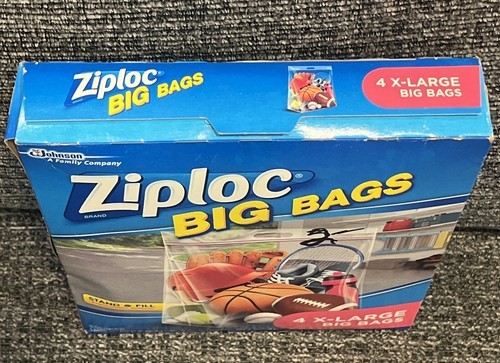 Ziploc®
BIG BAGS
4 X-LARGE
BIG BAGS
SC Johnson
A Family Company
Ziploc®
BRAND
BIG BAGS
STAND & FILL
4 X-LARGE
BIG BAGS